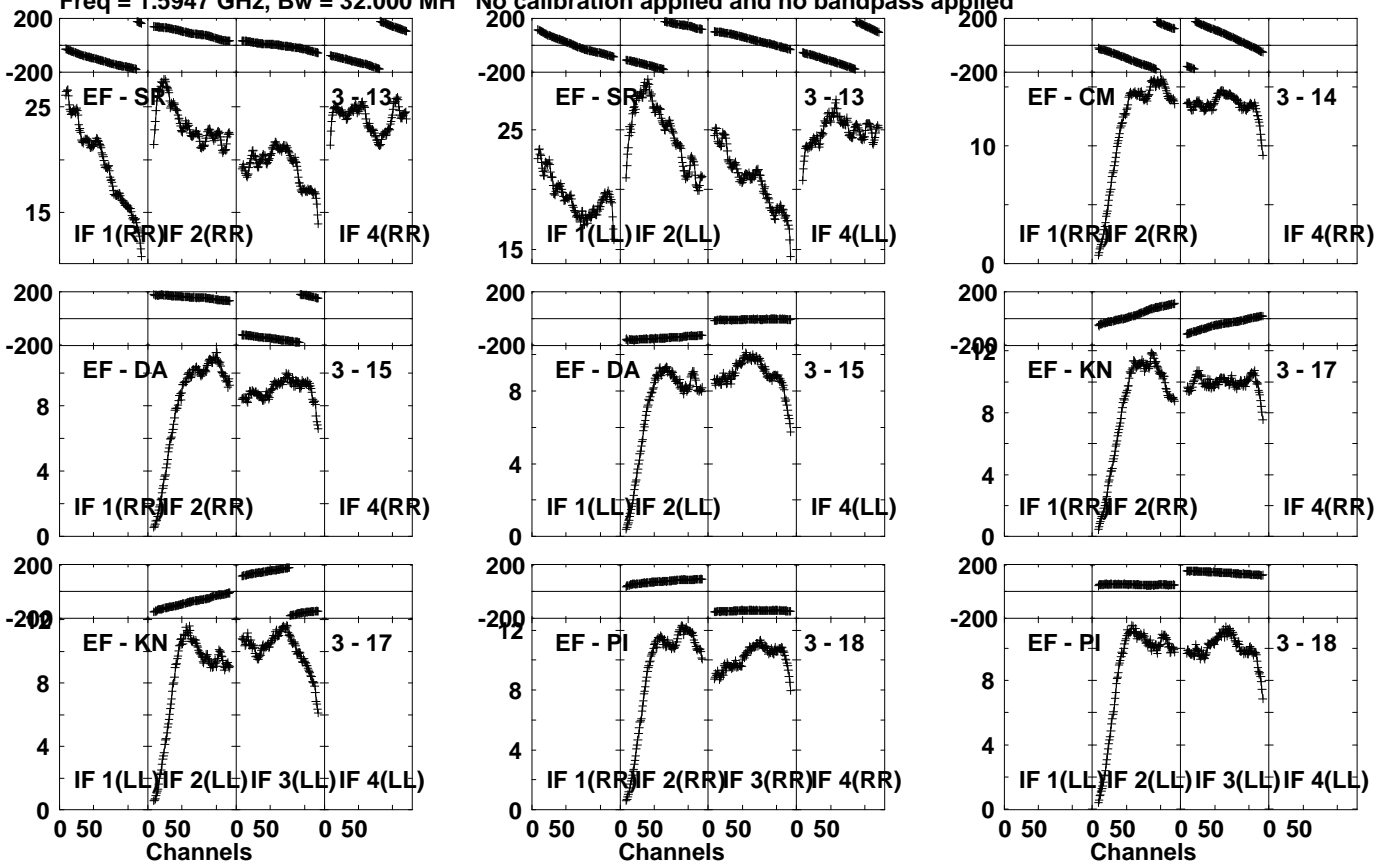 Freq = 1.5947 GHz, Bw = 32.000 MH No calibration applied and no bandpass applied
200 200 200
-200 -200 -200
EF - SR 3 - 13 EF - SR 3 - 13 EF - CM 3 - 14
25 25 10
15 15 0
IF 1(RR) IF 2(RR) IF 4(RR) IF 1(LL) IF 2(LL) IF 4(LL) IF 1(RR) IF 2(RR) IF 4(RR)
200 200 200
-200 -200 -200
12
EF - DA 3 - 15 EF - DA 3 - 15 EF - KN 3 - 17
8 8 8
4 4 4
IF 1(RR) IF 2(RR) IF 4(RR) IF 1(LL) IF 2(LL) IF 4(LL) IF 1(RR) IF 2(RR) IF 4(RR)
0 0 0
200 200 200
-200 -200 -200
12 12
EF - KN 3 - 17 EF - PI 3 - 18 EF - PI 3 - 18
8 8 8
4 4 4
IF 1(LL) IF 2(LL) IF 3(LL) IF 4(LL) IF 1(RR) IF 2(RR) IF 3(RR) IF 4(RR) IF 1(LL) IF 2(LL) IF 3(LL) IF 4(LL)
0 0 0
0 50 0 50 0 50 0 50 0 50 0 50 0 50 0 50 0 50 0 50 0 50 0 50
Channels Channels Channels